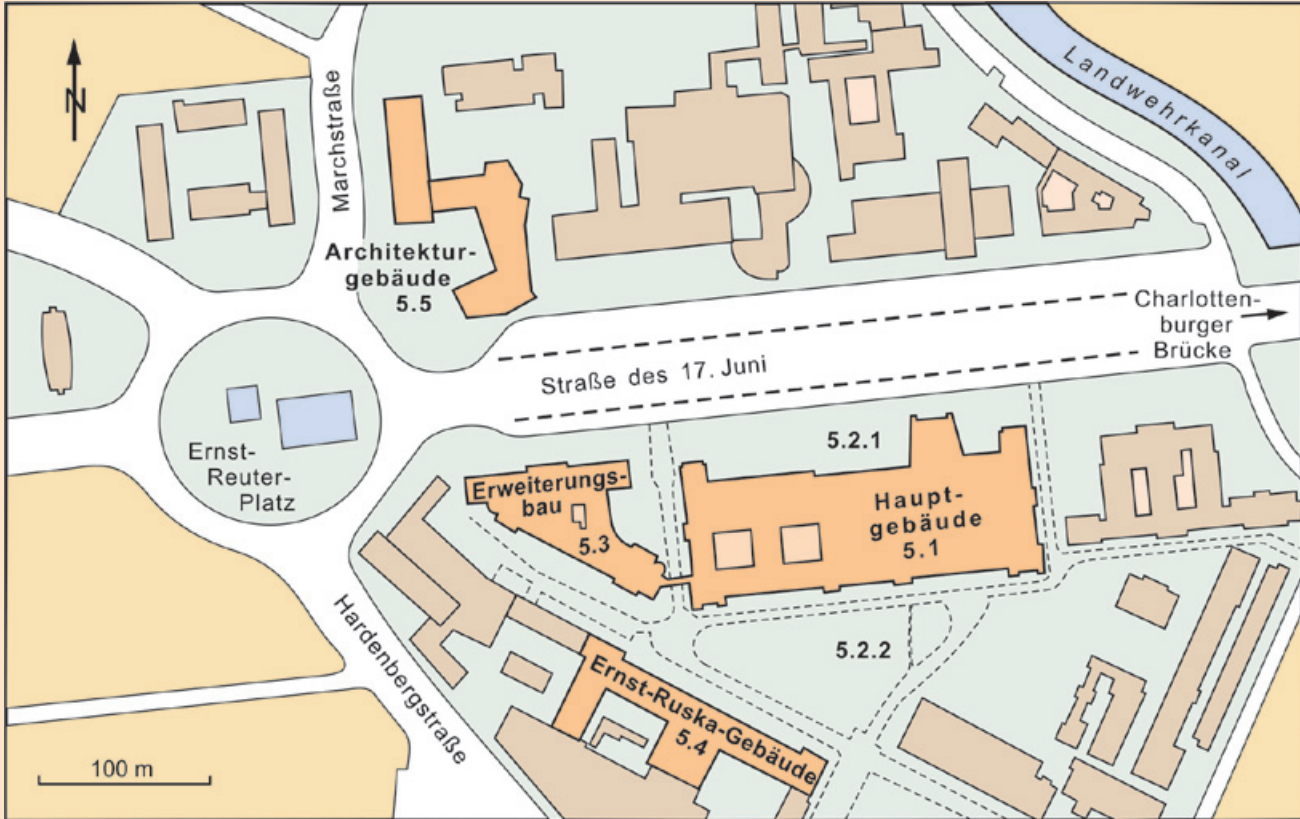 N
Marchstraße
Landwehrkanal
Architektur-
gebäude
5.5
Charlotten-
burger
Brücke
Straße des 17. Juni
Ernst-
Reuter-
Platz
5.2.1
Erweiterungs-
bau
5.3
Haupt-
gebäude
5.1
Hardenbergstraße
5.2.2
Ernst-Ruska-Gebäude
5.4
100 m